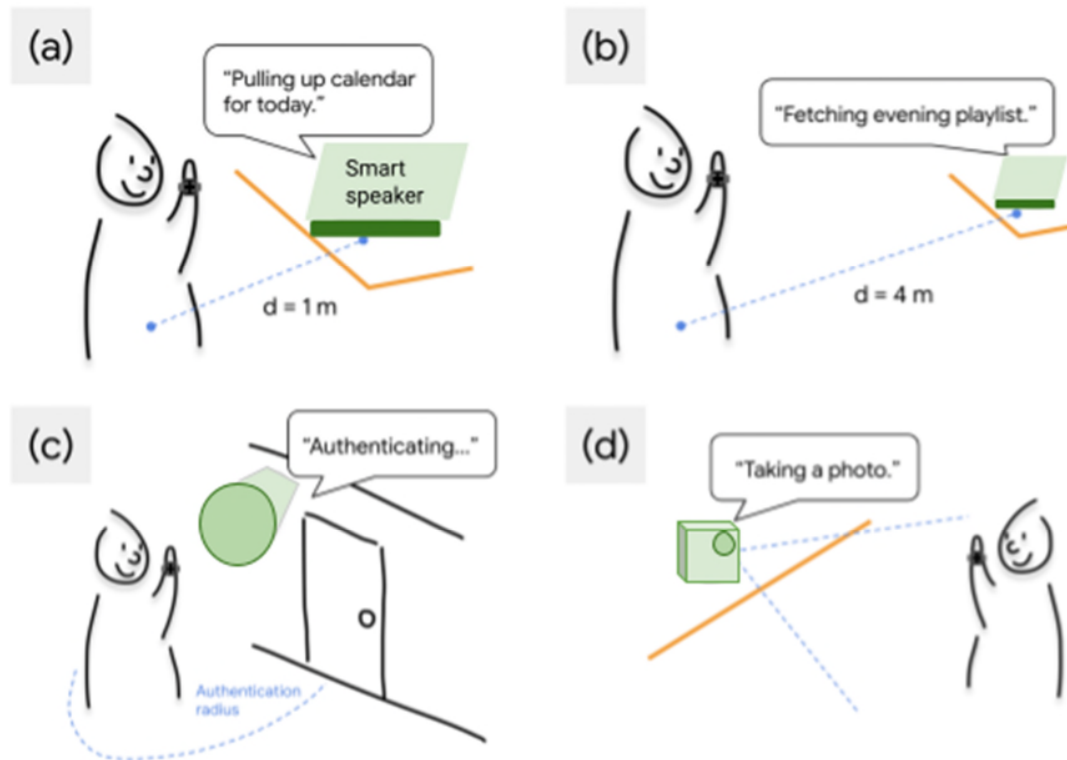 (a)
“Pulling up calendar
for today.”
Smart
speaker
d = 1 m
(b)
“Fetching evening playlist.”
d = 4 m
(c)
“Authenticating...”
Authentication
radius
(d)
“Taking a photo.”